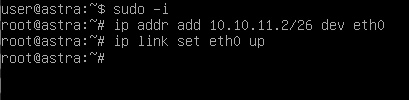 user@astra:~$ sudo -i
root@astra:~# ip addr add 10.10.11.2/26 dev eth0
root@astra:~# ip link set eth0 up
root@astra:~#